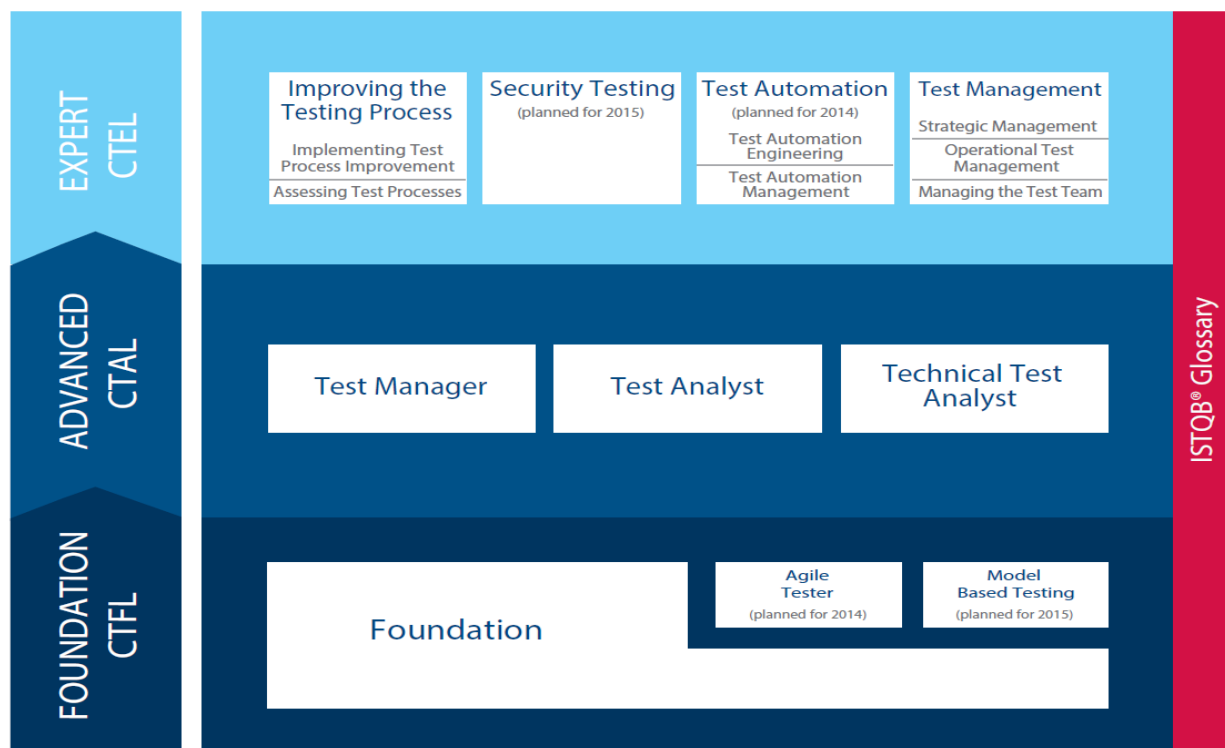 EXPERT
CTEL
Improving the
Testing Process
Implementing Test
Process Improvement
Assessing Test Processes
Security Testing
(planned for 2015)
Test Automation
(planned for 2014)
Test Automation
Engineering
Test Automation
Management
Test Management
Strategic Management
Operational Test
Management
Managing the Test Team
ADVANCED
CTAL
Test Manager
Test Analyst
Technical Test
Analyst
FOUNDATION
CTFL
Foundation
Agile
Tester
(planned for 2014)
Model
Based Testing
(planned for 2015)
ISTQB® Glossary